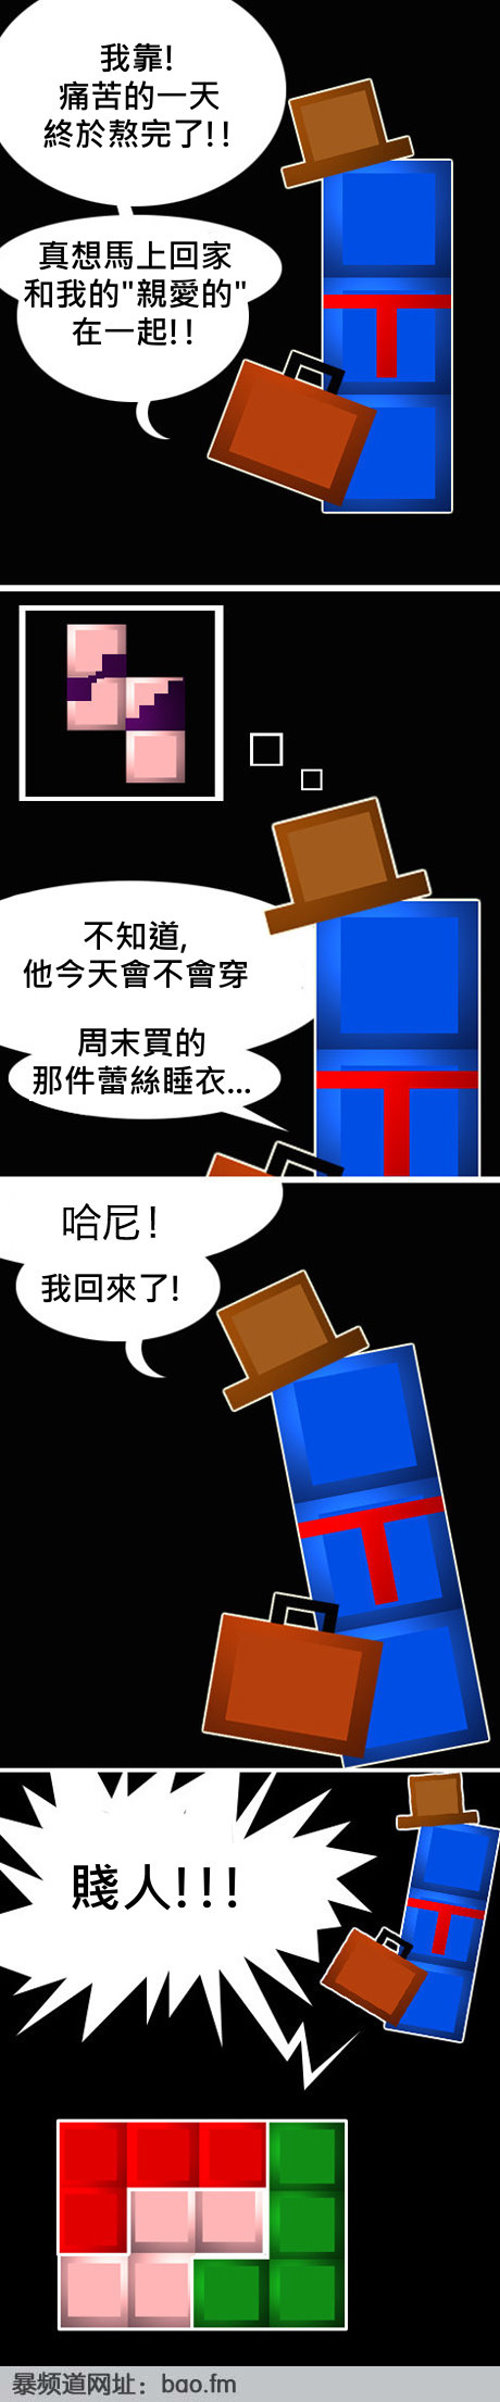 我靠!
痛苦的一天
終於熬完了!!
真想馬上回家
和我的"親愛的"
在一起!!
不知道,
他今天會不會穿
周末買的
那件蕾絲睡衣...
哈尼!
我回來了!
賤人!!!
暴频道网址：bao.fm